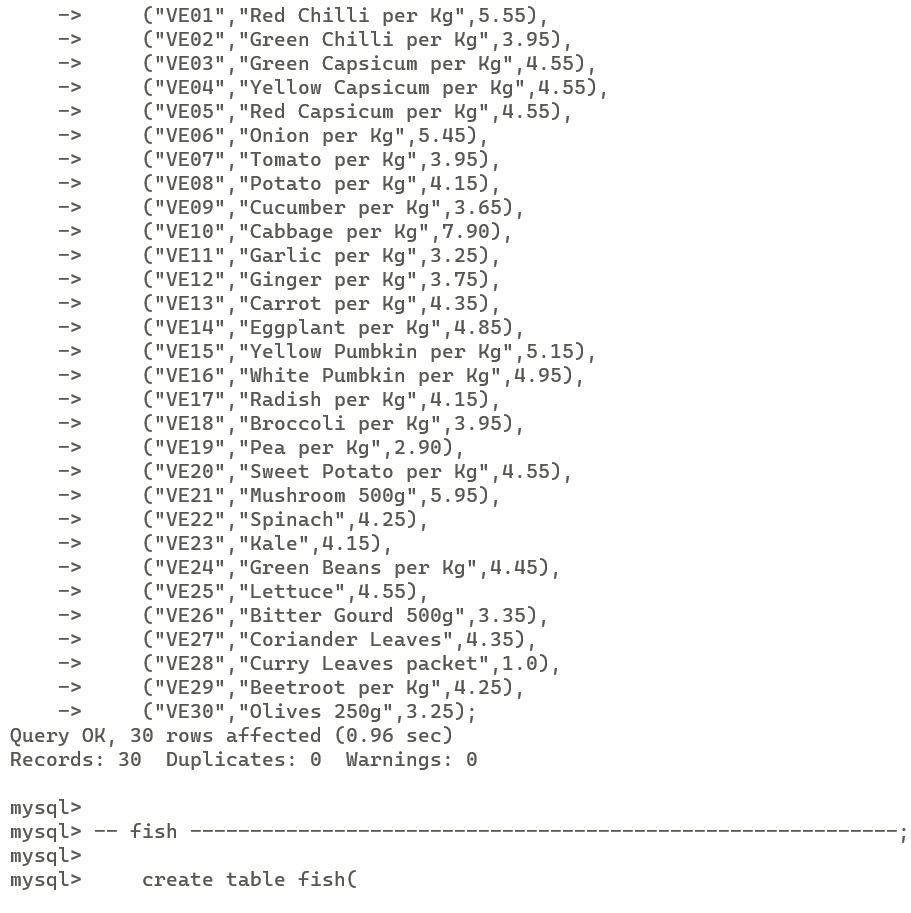 ->     ("VE01","Red Chilli per Kg",5.55),
    ->     ("VE02","Green Chilli per Kg",3.95),
    ->     ("VE03","Green Capsicum per Kg",4.55),
    ->     ("VE04","Yellow Capsicum per Kg",4.55),
    ->     ("VE05","Red Capsicum per Kg",4.55),
    ->     ("VE06","Onion per Kg",5.45),
    ->     ("VE07","Tomato per Kg",3.95),
    ->     ("VE08","Potato per Kg",4.15),
    ->     ("VE09","Cucumber per Kg",3.65),
    ->     ("VE10","Cabbage per Kg",7.90),
    ->     ("VE11","Garlic per Kg",3.25),
    ->     ("VE12","Ginger per Kg",3.75),
    ->     ("VE13","Carrot per Kg",4.35),
    ->     ("VE14","Eggplant per Kg",4.85),
    ->     ("VE15","Yellow Pumbkin per Kg",5.15),
    ->     ("VE16","White Pumbkin per Kg",4.95),
    ->     ("VE17","Radish per Kg",4.15),
    ->     ("VE18","Broccoli per Kg",3.95),
    ->     ("VE19","Pea per Kg",2.90),
    ->     ("VE20","Sweet Potato per Kg",4.55),
    ->     ("VE21","Mushroom 500g",5.95),
    ->     ("VE22","Spinach",4.25),
    ->     ("VE23","Kale",4.15),
    ->     ("VE24","Green Beans per Kg",4.45),
    ->     ("VE25","Lettuce",4.55),
    ->     ("VE26","Bitter Gourd 500g",3.35),
    ->     ("VE27","Coriander Leaves",4.35),
    ->     ("VE28","Curry Leaves packet",1.0),
    ->     ("VE29","Beetroot per Kg",4.25),
    ->     ("VE30","Olives 250g",3.25);
Query OK, 30 rows affected (0.96 sec)
Records: 30  Duplicates: 0  Warnings: 0

mysql>
mysql> -- fish -----------------------------------------------------------;
mysql>
mysql>     create table fish(